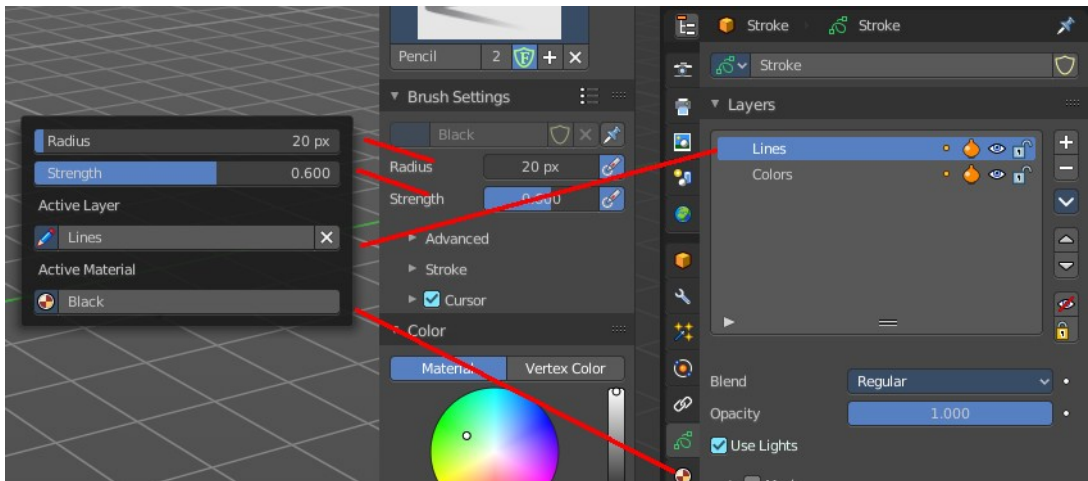 Radius 20 px
Strength 0.600
Active Layer
Lines
Active Material
Black
Pencil 2 F
Brush Settings
Black
Radius 20 px
Strength 0.600
Advanced
Stroke
Cursor
Color
Material Vertex Color
Stroke Stroke
Stroke
Layers
Lines
Colors
Blend Regular
Opacity 1.000
Use Lights